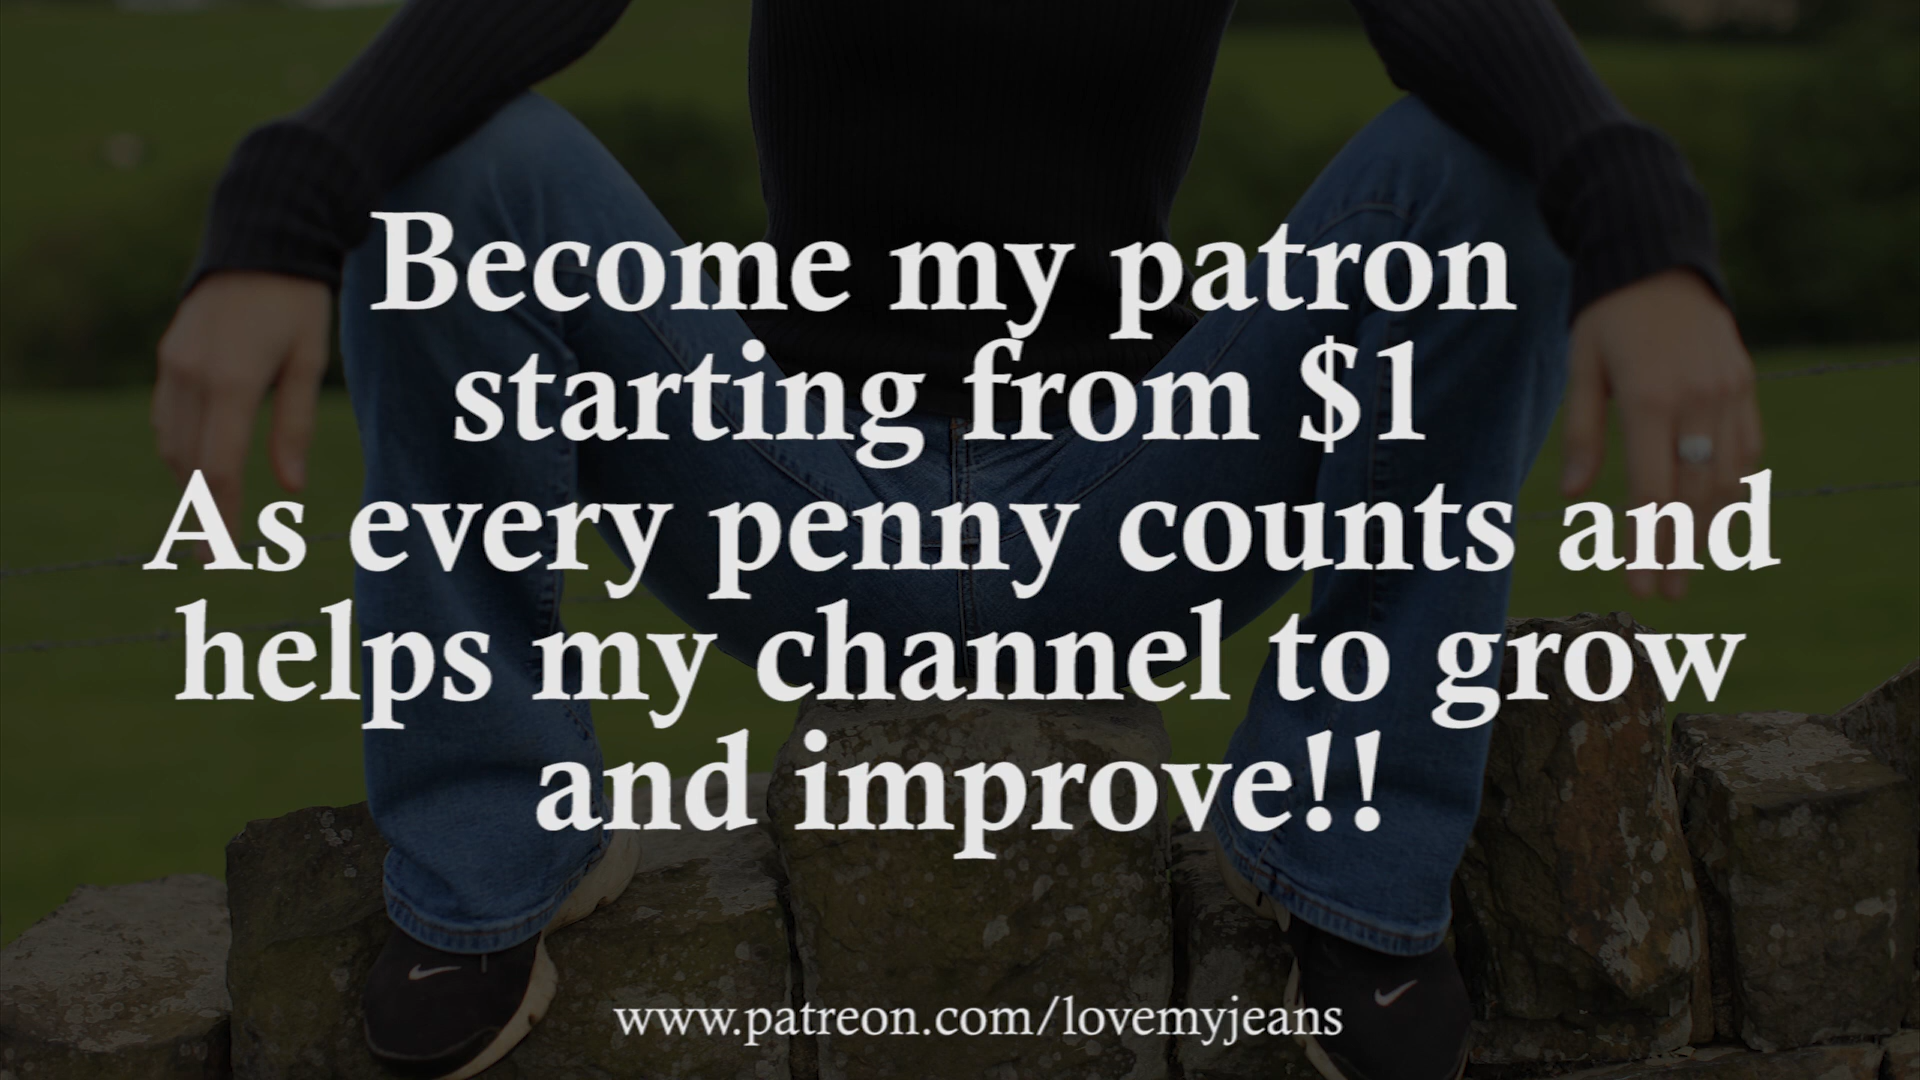 Become my patron
starting from $1
As every penny counts and
helps my channel to grow
and improve!!
www.patreon.com/lovemyjeans